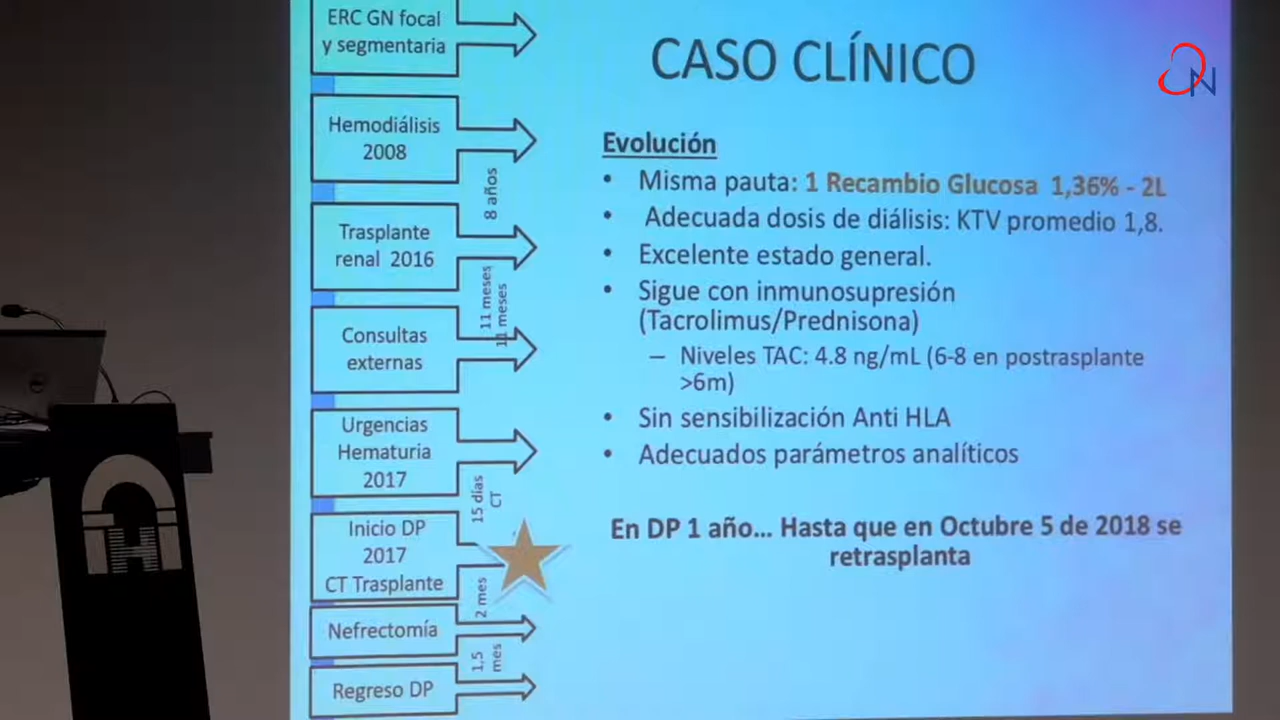 ERC GN focal
y segmentaria
Hemodiálisis
2008
8 años
Trasplante
renal 2016
11 meses
11 meses
Consultas
externas
Urgencias
Hematuria
2017
15 días
CT
Inicio DP
2017
CT Trasplante
2 mes
Nefrectomía
1,5
mes
Regreso DP
CASO CLÍNICO
N
Evolución
• Misma pauta: 1 Recambio Glucosa 1,36% - 2L
• Adecuada dosis de diálisis: KTV promedio 1,8.
• Excelente estado general.
• Sigue con inmunosupresión
(Tacrolimus/Prednisona)
– Niveles TAC: 4.8 ng/mL (6-8 en postrasplante
>6m)
• Sin sensibilización Anti HLA
• Adecuados parámetros analíticos
En DP 1 año... Hasta que en Octubre 5 de 2018 se
retrasplanta